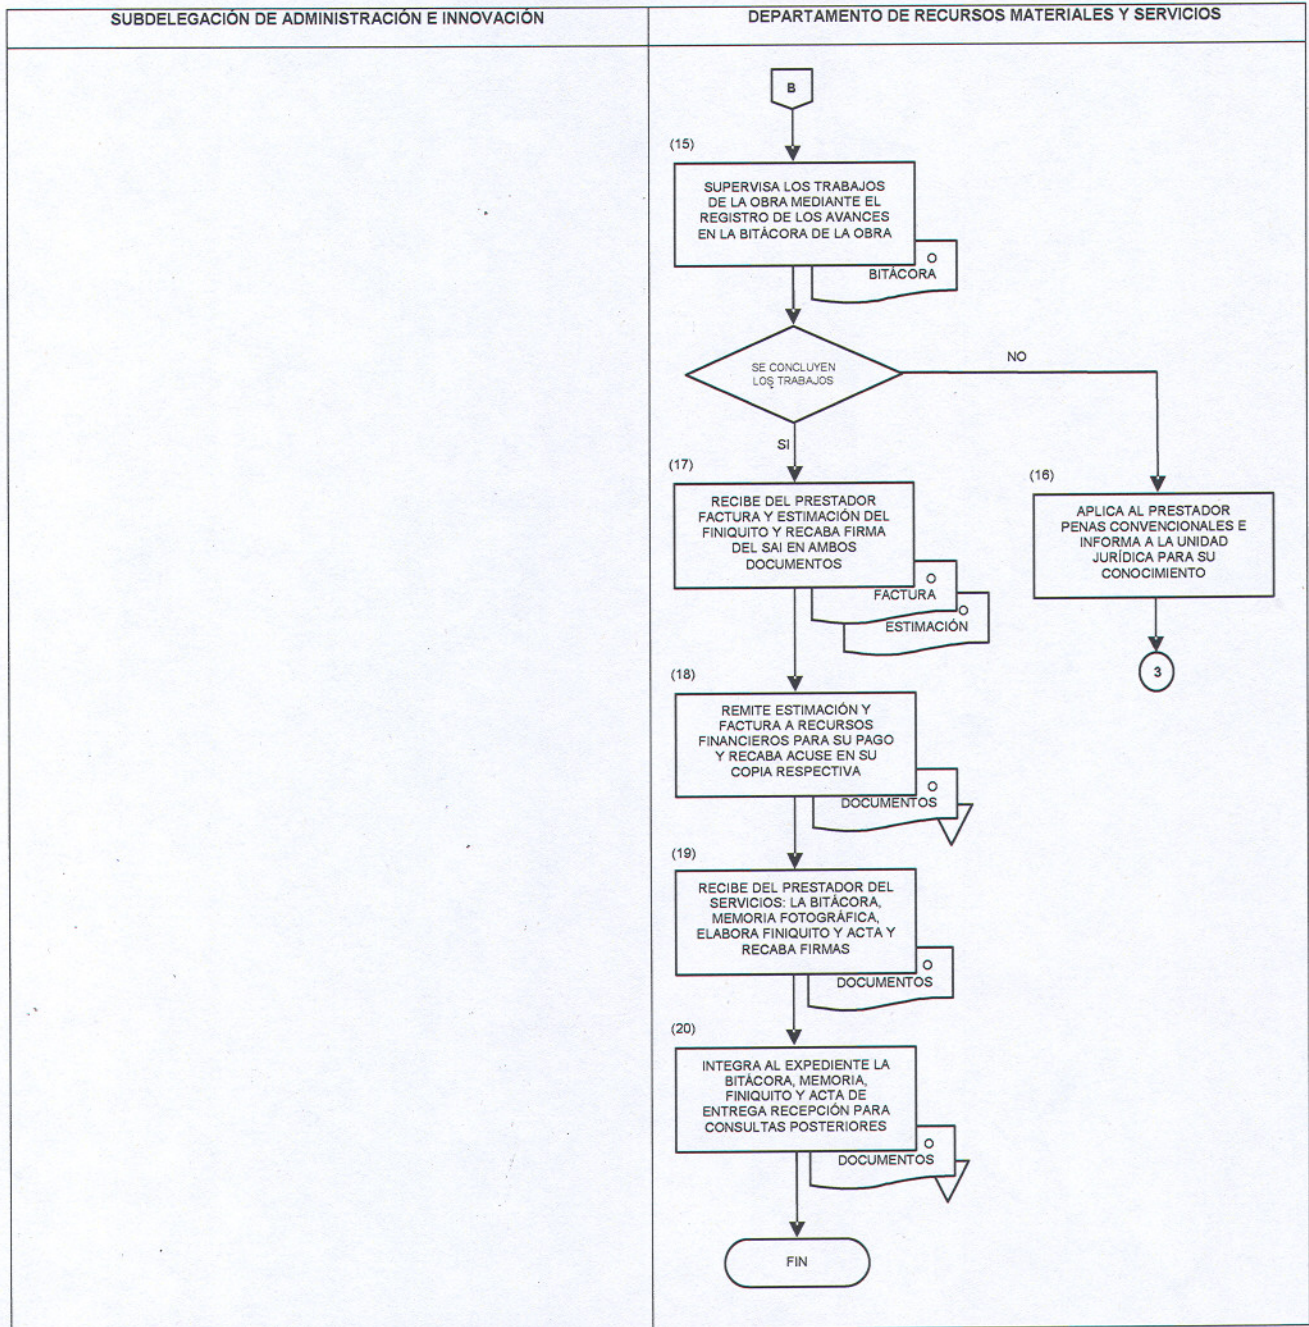 SUBDELEGACIÓN DE ADMINISTRACIÓN E INNOVACIÓN
DEPARTAMENTO DE RECURSOS MATERIALES Y SERVICIOS
B
(15)
SUPERVISA LOS TRABAJOS
DE LA OBRA MEDIANTE EL
REGISTRO DE LOS AVANCES
EN LA BITÁCORA DE LA OBRA
O
BITÁCORA
SE CONCLUYEN
LOS TRABAJOS
NO
SI
(16)
APLICA AL PRESTADOR
PENAS CONVENCIONALES E
INFORMA A LA UNIDAD
JURÍDICA PARA SU
CONOCIMIENTO
3
(17)
RECIBE DEL PRESTADOR
FACTURA Y ESTIMACIÓN DEL
FINIQUITO Y RECABA FIRMA
DEL SAI EN AMBOS
DOCUMENTOS
O
FACTURA
O
ESTIMACIÓN
(18)
REMITE ESTIMACIÓN Y
FACTURA A RECURSOS
FINANCIEROS PARA SU PAGO
Y RECABA ACUSE EN SU
COPIA RESPECTIVA
O
DOCUMENTOS
(19)
RECIBE DEL PRESTADOR DEL
SERVICIOS: LA BITÁCORA,
MEMORIA FOTOGRÁFICA,
ELABORA FINIQUITO Y ACTA Y
RECABA FIRMAS
O
DOCUMENTOS
(20)
INTEGRA AL EXPEDIENTE LA
BITÁCORA, MEMORIA,
FINIQUITO Y ACTA DE
ENTREGA RECEPCIÓN PARA
CONSULTAS POSTERIORES
O
DOCUMENTOS
FIN